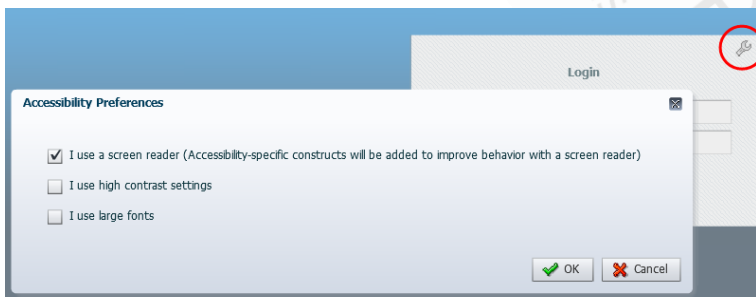 Login
Accessibility Preferences
I use a screen reader (Accessibility-specific constructs will be added to improve behavior with a screen reader)
I use high contrast settings
I use large fonts
OK Cancel